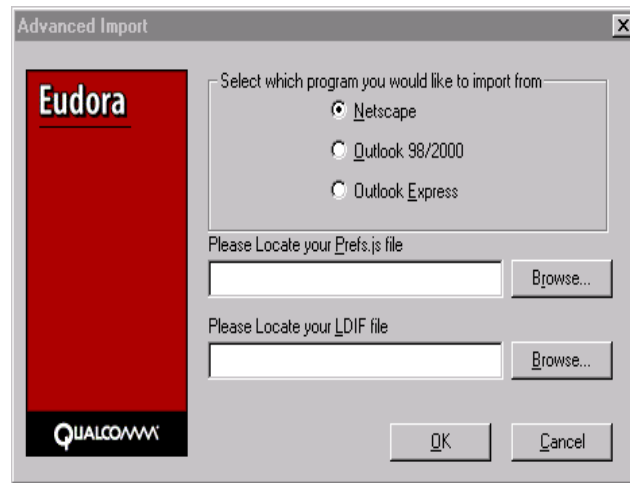 Advanced Import
Eudora
Select which program you would like to import from
Netscape
Outlook 98/2000
Outlook Express
Please Locate your Prefs.js file
Browse...
Please Locate your LDIF file
Browse...
QUALCOMM
OK
Cancel